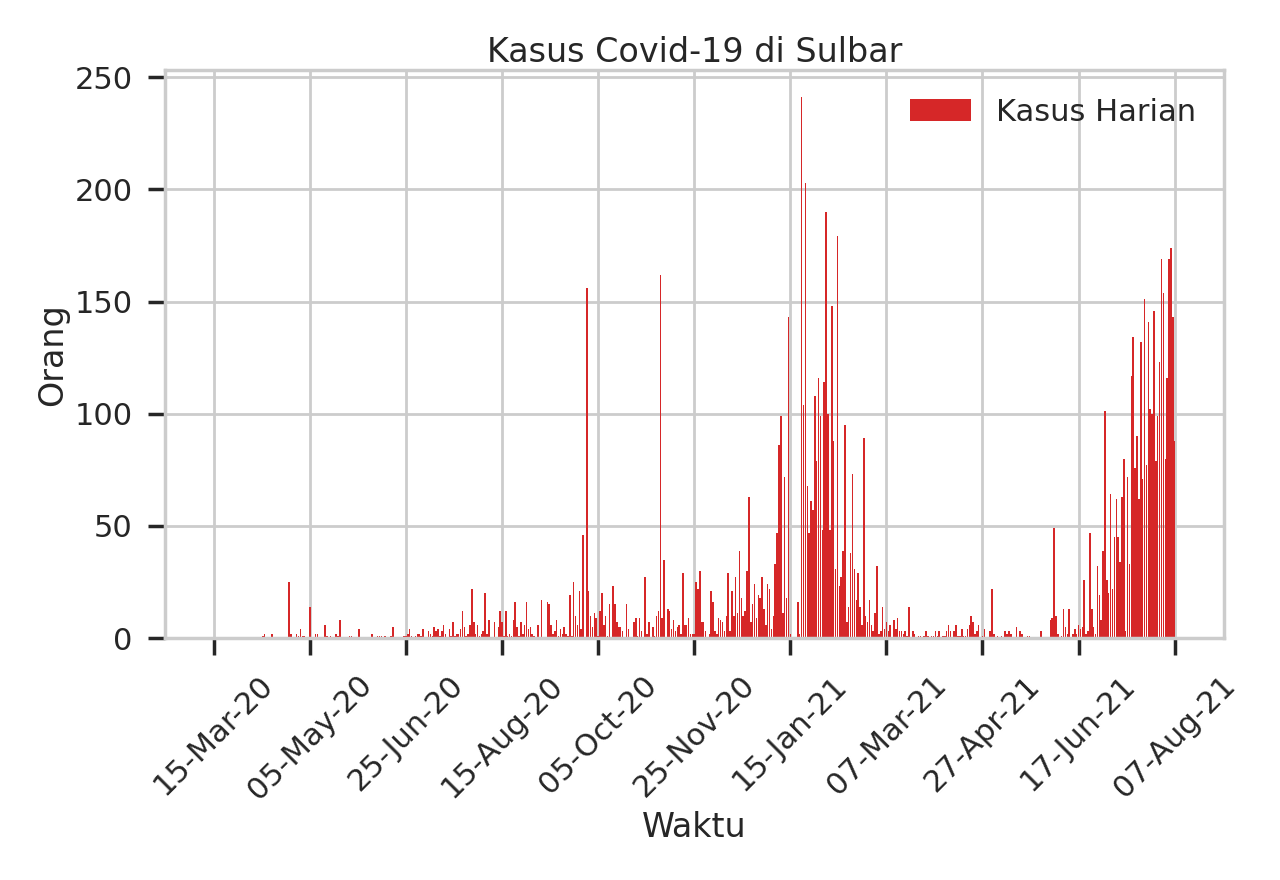 Kasus Covid-19 di Sulbar
Kasus Harian
Orang
250
200
150
100
50
0
15-Mar-20
05-May-20
25-Jun-20
15-Aug-20
05-Oct-20
25-Nov-20
15-Jan-21
07-Mar-21
27-Apr-21
17-Jun-21
07-Aug-21
Waktu